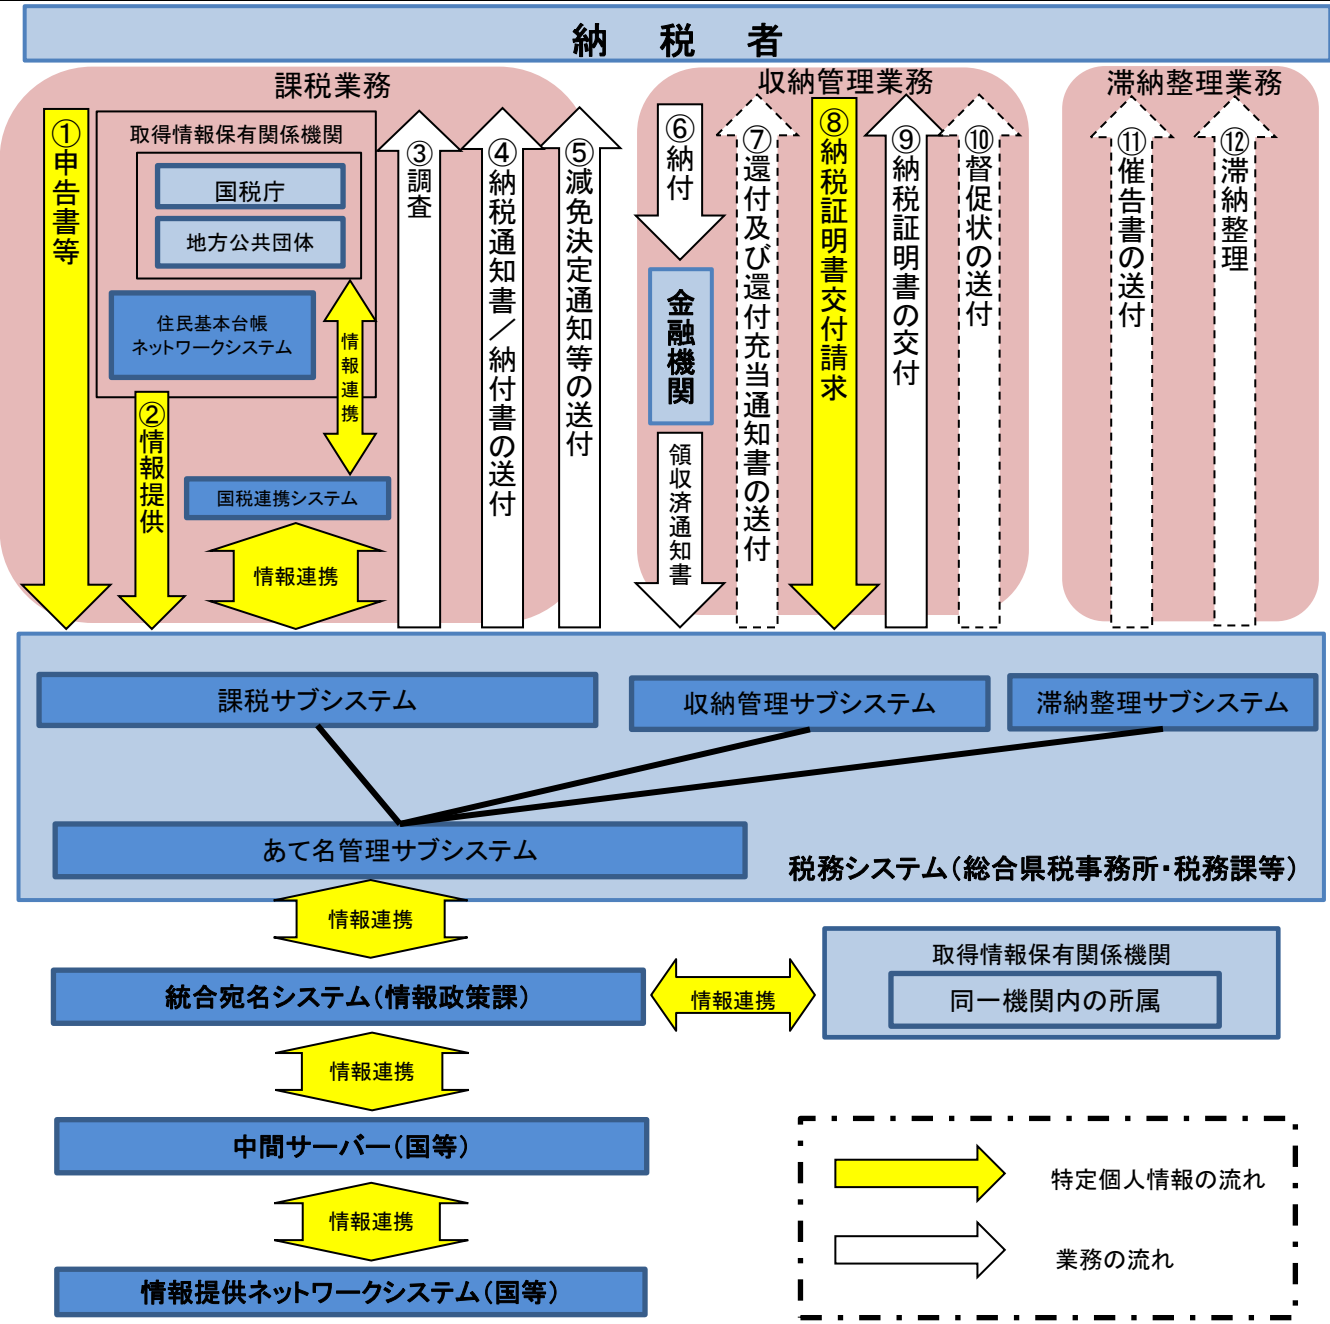 納　税　者
課税業務
収納管理業務
滞納整理業務
①申告書等
取得情報保有関係機関
国税庁
地方公共団体
住民基本台帳
ネットワークシステム
情報連携
②情報提供
国税連携システム
情報連携
③調査
④納税通知書／納付書の送付
⑤減免決定通知等の送付
⑥納付
金融機関
領収済通知書
⑦還付及び還付充当通知書の送付
⑧納税証明書交付請求
⑨納税証明書の交付
⑩督促状の送付
⑪催告書の送付
⑫滞納整理
課税サブシステム
収納管理サブシステム
滞納整理サブシステム
あて名管理サブシステム
税務システム（総合県税事務所・税務課等）
情報連携
統合宛名システム（情報政策課）
情報連携
取得情報保有関係機関
同一機関内の所属
情報連携
中間サーバー（国等）
情報連携
情報提供ネットワークシステム（国等）
特定個人情報の流れ
業務の流れ